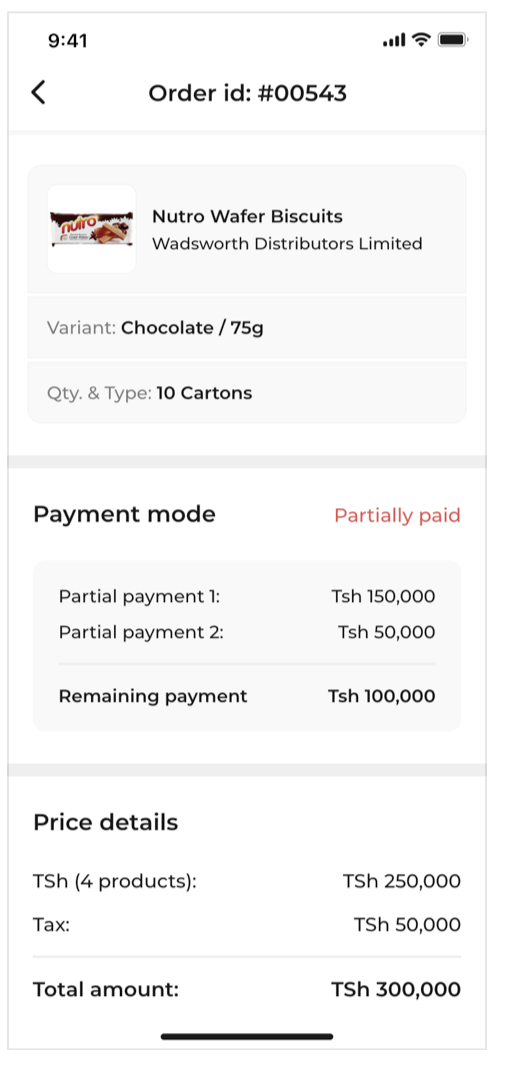 9:41
Order id: #00543
nutro
Nutro Wafer Biscuits
Wadsworth Distributors Limited
Variant: Chocolate / 75g
Qty. & Type: 10 Cartons
Payment mode Partially paid
Partial payment 1: Tsh 150,000
Partial payment 2: Tsh 50,000
Remaining payment Tsh 100,000
Price details
TSh (4 products): TSh 250,000
Tax: TSh 50,000
Total amount: TSh 300,000